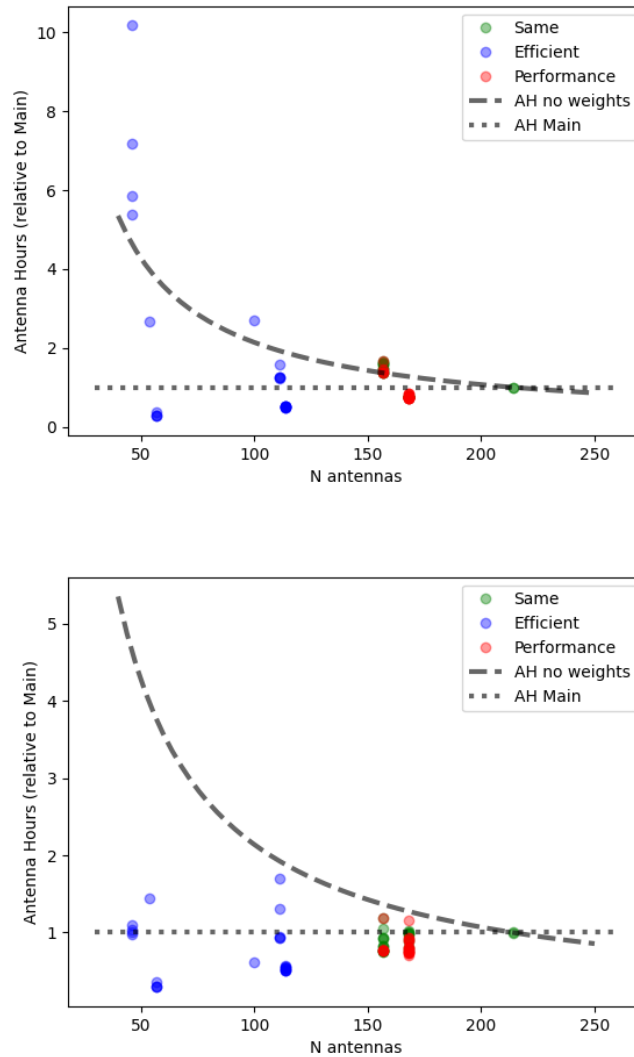 10
8
6
4
2
0
Antenna Hours (relative to Main)
Same
Efficient
Performance
AH no weights
AH Main
50
100
150
200
250
N antennas
5
4
3
2
1
Antenna Hours (relative to Main)
Same
Efficient
Performance
AH no weights
AH Main
50
100
150
200
250
N antennas